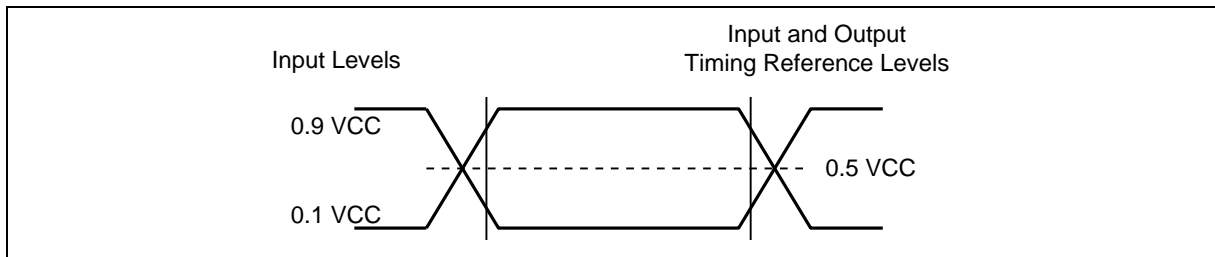 Input Levels
Input and Output
Timing Reference Levels
0.9 VCC
0.5 VCC
0.1 VCC